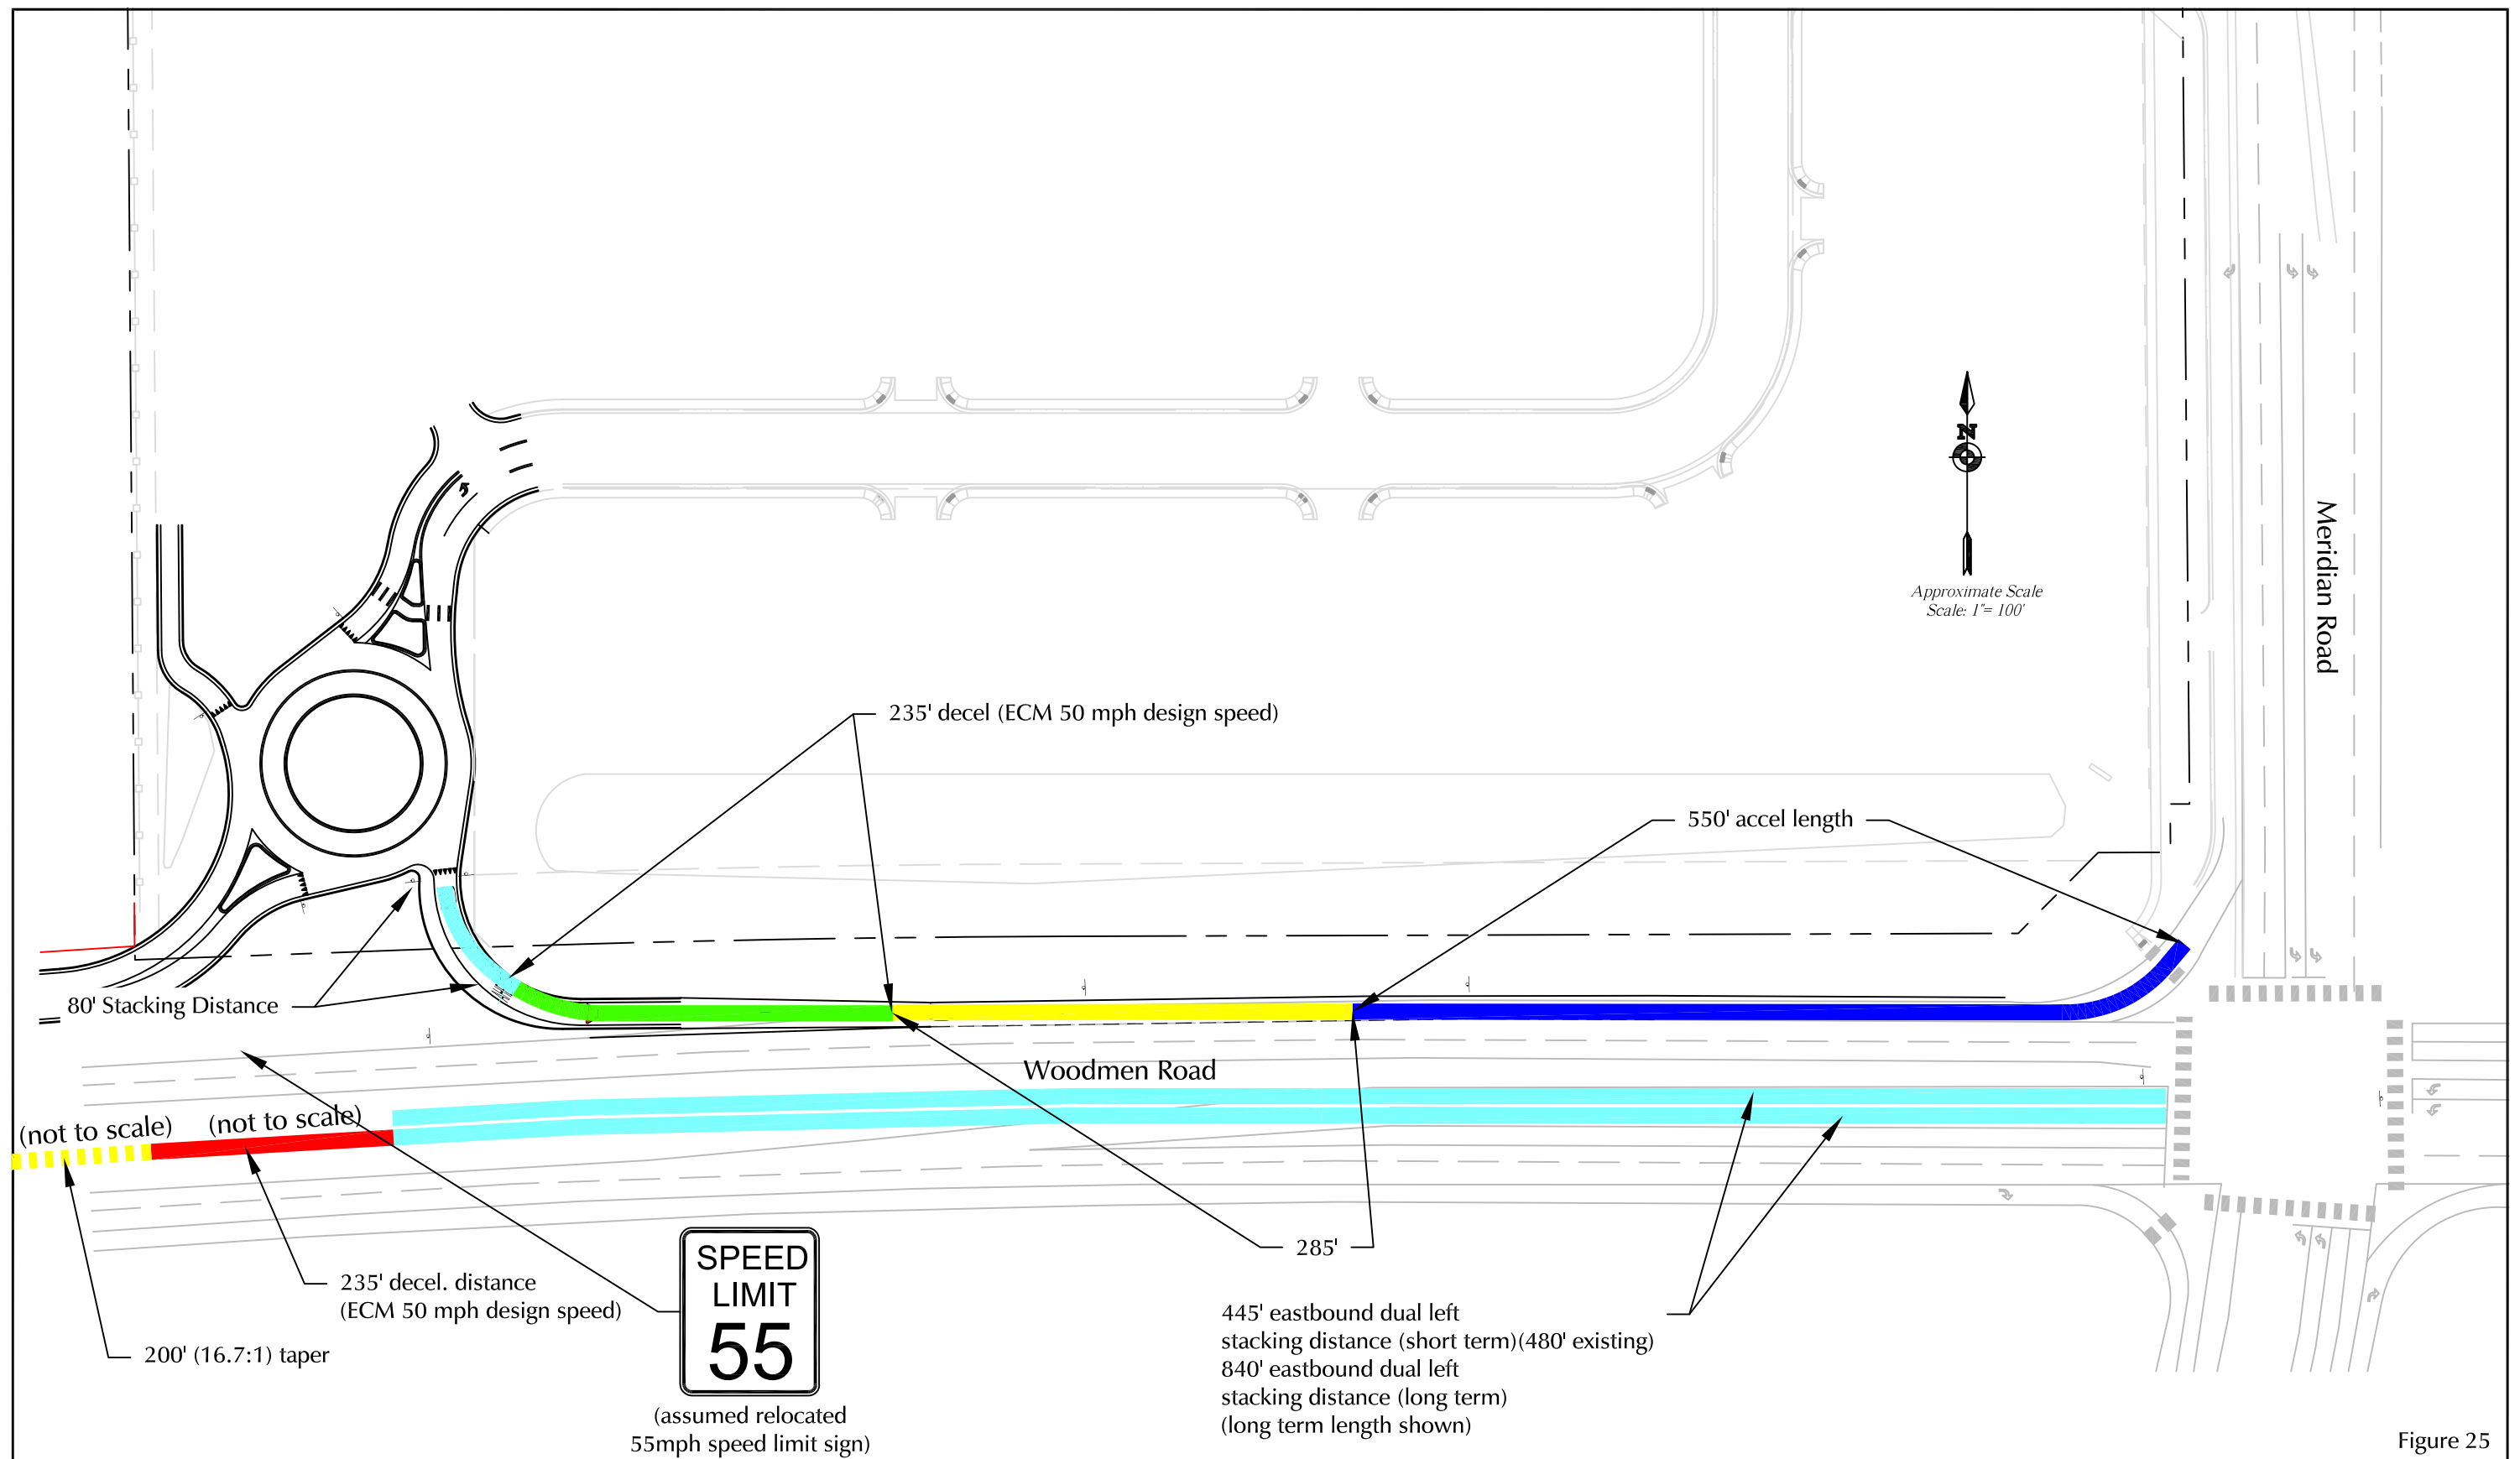 N
Approximate Scale
Scale: 1"= 100'
Meridian Road
235' decel (ECM 50 mph design speed)
550' accel length
80' Stacking Distance
Woodmen Road
(not to scale)
(not to scale)
285'
235' decel. distance
(ECM 50 mph design speed)
200' (16.7:1) taper
SPEED
LIMIT
55
(assumed relocated
55mph speed limit sign)
445' eastbound dual left
stacking distance (short term)(480' existing)
840' eastbound dual left
stacking distance (long term)
(long term length shown)
Figure 25